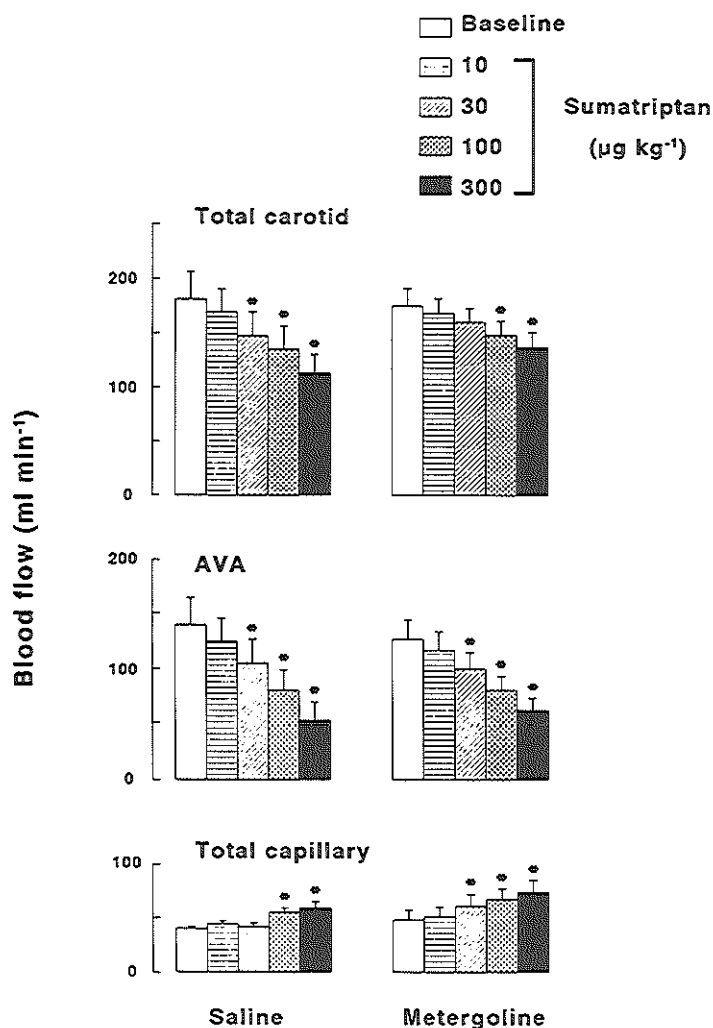 Baseline
10
30
100
300
Sumatriptan
(µg kg⁻¹)
Total carotid
200
100
0
* * *
* *
Blood flow (ml min⁻¹)
AVA
200
100
0
* * *
* * *
Total capillary
100
0
* *
* * *
Saline
Metergoline